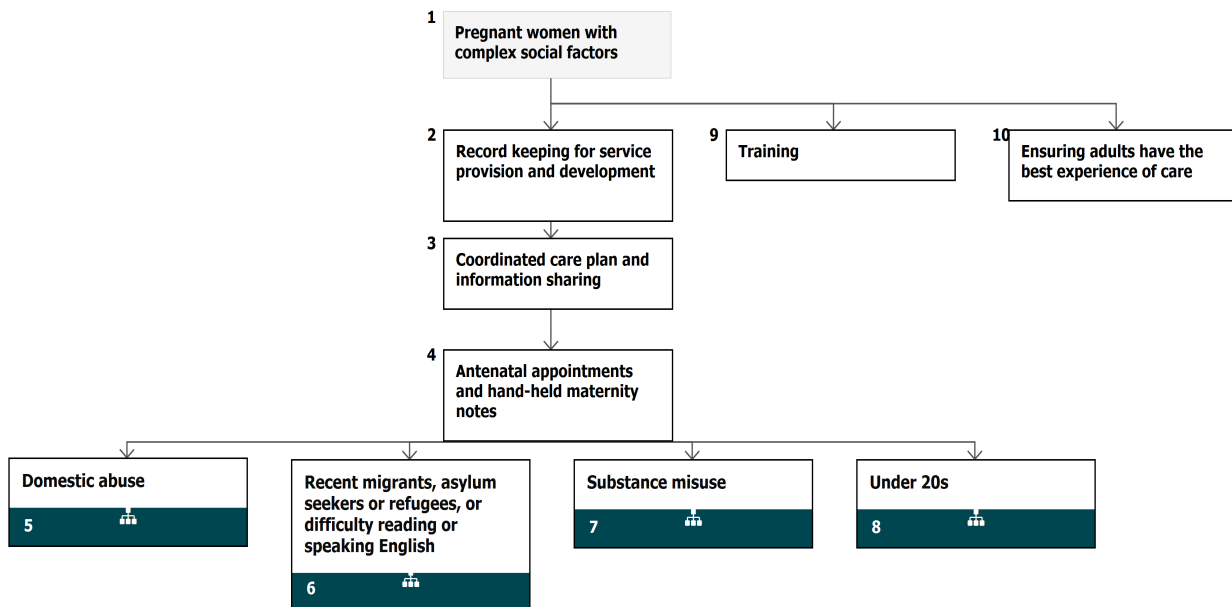 1
Pregnant women with
complex social factors
2
Record keeping for service
provision and development
9
Training
10
Ensuring adults have the
best experience of care
3
Coordinated care plan and
information sharing
4
Antenatal appointments
and hand-held maternity
notes
Domestic abuse
5
Recent migrants, asylum
seekers or refugees, or
difficulty reading or
speaking English
6
Substance misuse
7
Under 20s
8